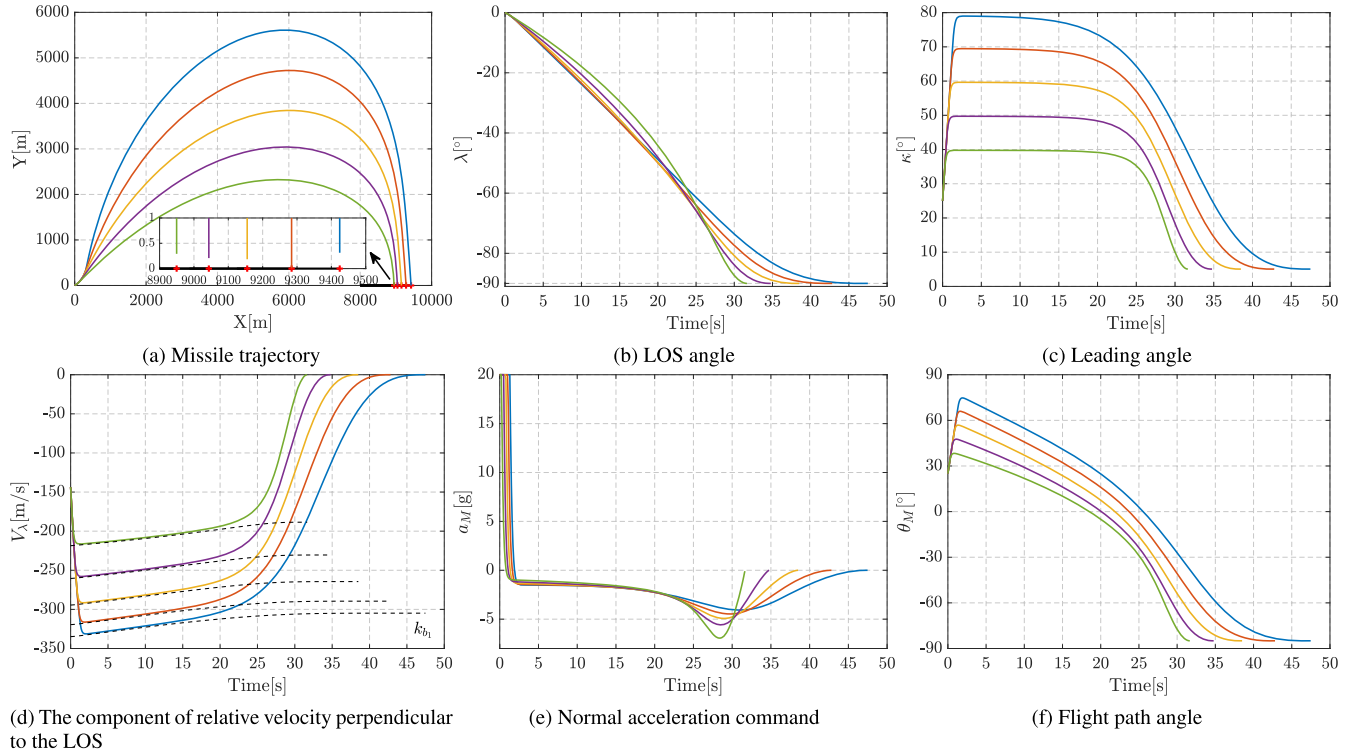 6000
5000
4000
3000
2000
1000
0
Y[m]
1
0.5
0
8900 9000 9100 9200 9300 9400 9500
0 2000 4000 6000 8000 10000
X[m]
(a) Missile trajectory
0
-20
-40
-60
-80
-90
λ[°]
0 5 10 15 20 25 30 35 40 45 50
Time[s]
(b) LOS angle
80
70
60
50
40
30
20
10
0
κ[°]
0 5 10 15 20 25 30 35 40 45 50
Time[s]
(c) Leading angle
0
-50
-100
-150
-200
-250
-300
-350
V_λ[m/s]
k_{b_1}
0 5 10 15 20 25 30 35 40 45 50
Time[s]
(d) The component of relative velocity perpendicular
to the LOS
20
15
10
5
0
-5
a_M[g]
0 5 10 15 20 25 30 35 40 45 50
Time[s]
(e) Normal acceleration command
90
60
30
0
-30
-60
-90
θ_M[°]
0 5 10 15 20 25 30 35 40 45 50
Time[s]
(f) Flight path angle